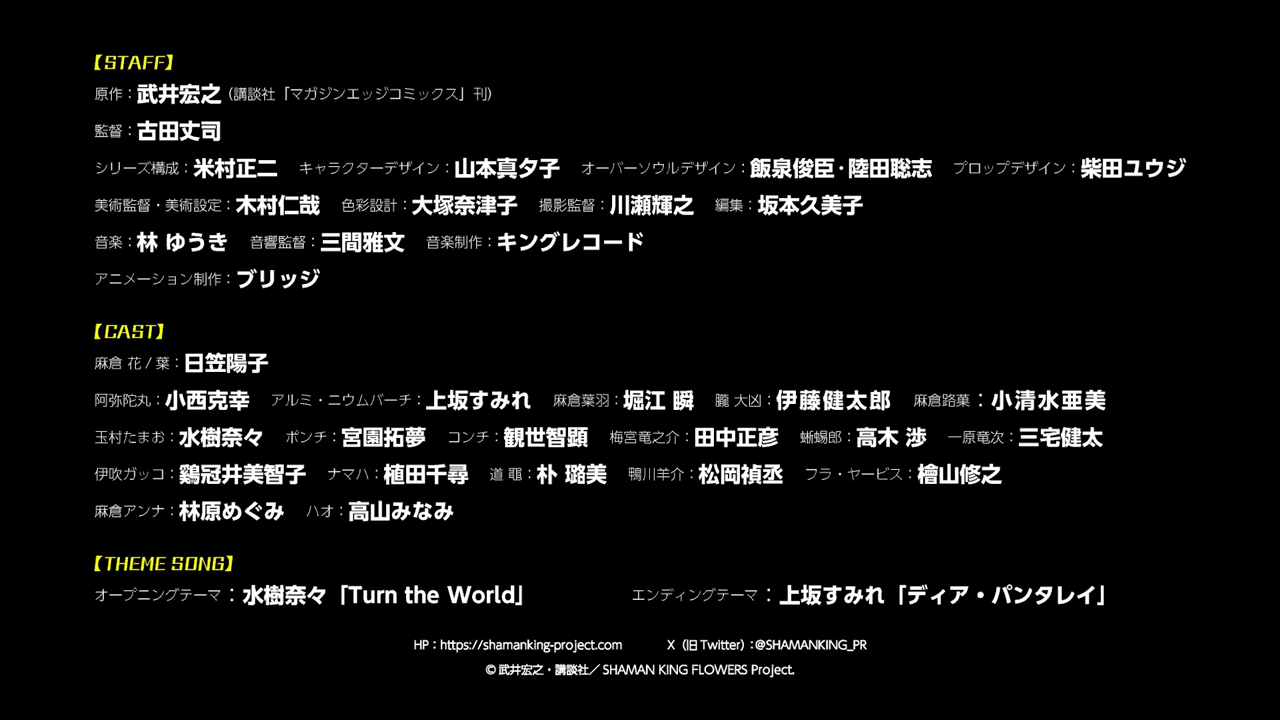 【STAFF】
原作：武井宏之（講談社「マガジンエッジコミックス」刊）
監督：古田丈司
シリーズ構成：米村正二 キャラクターデザイン：山本真夕子 オーバーソウルデザイン：飯泉俊臣・陸田聡志 プロップデザイン：柴田ユウジ
美術監督・美術設定：木村仁哉 色彩設計：大塚奈津子 撮影監督：川瀬輝之 編集：坂本久美子
音楽：林 ゆうき 音響監督：三間雅文 音楽制作：キングレコード
アニメーション制作：ブリッジ
【CAST】
麻倉 花 / 葉：日笠陽子
阿弥陀丸：小西克幸 アルミ・ニウムバーチ：上坂すみれ 麻倉葉羽：堀江 瞬 朧 大凶：伊藤健太郎 麻倉路菓：小清水亜美
玉村たまお：水樹奈々 ポンチ：宮園拓夢 コンチ：観世智顕 梅宮竜之介：田中正彦 蜥蜴郎：高木 渉 一原竜次：三宅健太
伊吹ガッコ：鷄冠井美智子 ナマハ：植田千尋 道 黽：朴 璐美 鴨川羊介：松岡禎丞 フラ・ヤービス：檜山修之
麻倉アンナ：林原めぐみ ハオ：高山みなみ
【THEME SONG】
オープニングテーマ：水樹奈々「Turn the World」 エンディングテーマ：上坂すみれ「ディア・パンタレイ」
HP：https://shamanking-project.com X（旧Twitter）：@SHAMANKING_PR
© 武井宏之・講談社／ SHAMAN KING FLOWERS Project.